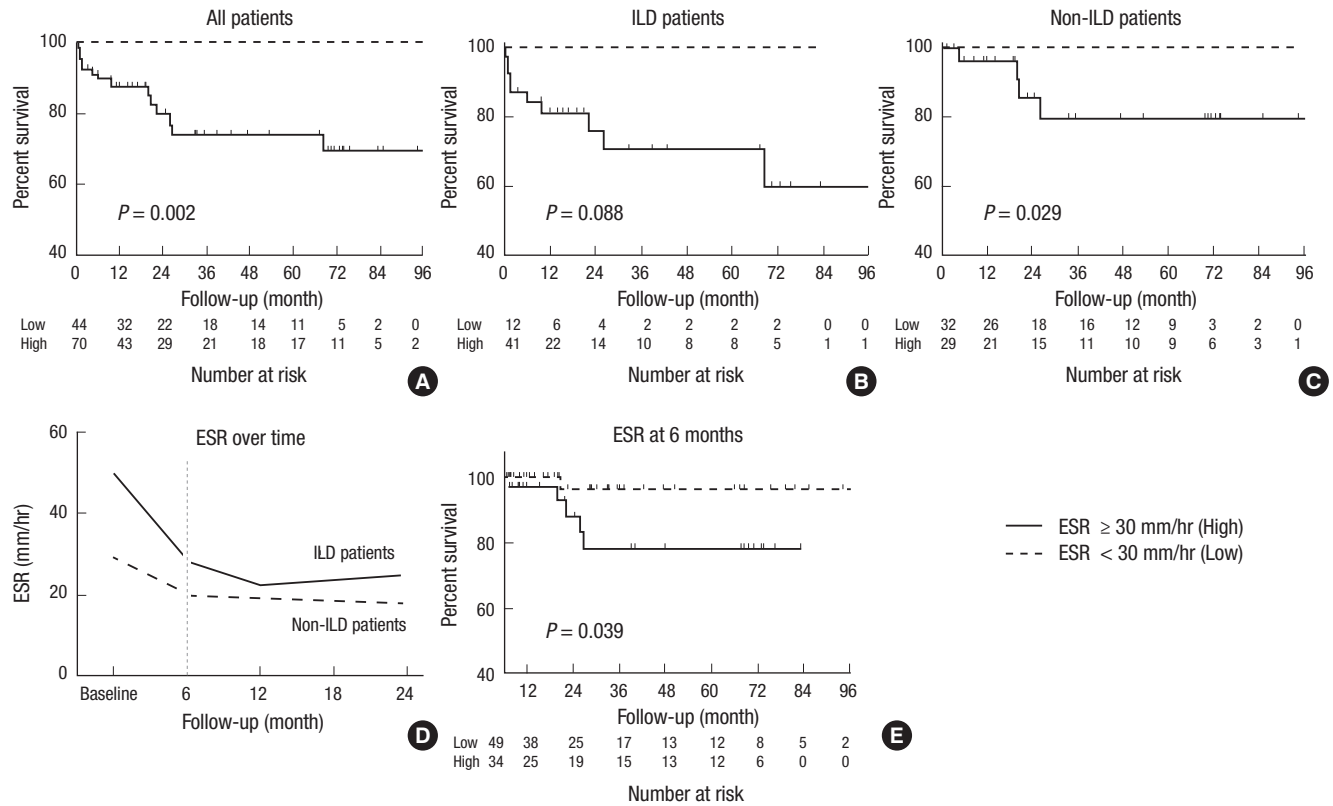 All patients
100
80
60
40
Percent survival
P = 0.002
0 12 24 36 48 60 72 84 96
Follow-up (month)
Low 44 32 22 18 14 11 5 2 0
High 70 43 29 21 18 17 11 5 2
Number at risk
A
ILD patients
100
80
60
40
Percent survival
P = 0.088
0 12 24 36 48 60 72 84 96
Follow-up (month)
Low 12 6 4 2 2 2 2 0 0
High 41 22 14 10 8 8 5 1 1
Number at risk
B
Non-ILD patients
100
80
60
40
Percent survival
P = 0.029
0 12 24 36 48 60 72 84 96
Follow-up (month)
Low 32 26 18 16 12 9 3 2 0
High 29 21 15 11 10 9 6 3 1
Number at risk
C
ESR over time
60
40
20
0
ESR (mm/hr)
ILD patients
Non-ILD patients
Baseline 6 12 18 24
Follow-up (month)
D
ESR at 6 months
100
80
60
40
Percent survival
P = 0.039
12 24 36 48 60 72 84 96
Follow-up (month)
Low 49 38 25 17 13 12 8 5 2
High 34 25 19 15 13 12 6 0 0
Number at risk
E
ESR ≥ 30 mm/hr (High)
ESR < 30 mm/hr (Low)